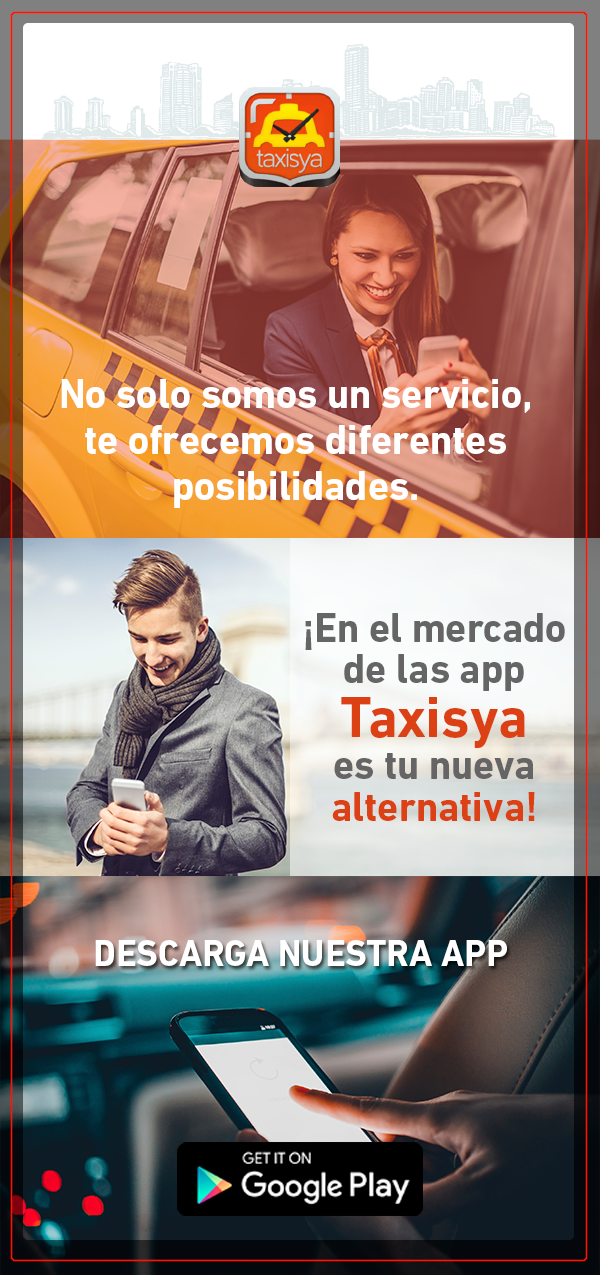 taxisya
No solo somos un servicio,
te ofrecemos diferentes
posibilidades.
¡En el mercado
de las app
Taxisya
es tu nueva
alternativa!
DESCARGA NUESTRA APP
GET IT ON
Google Play